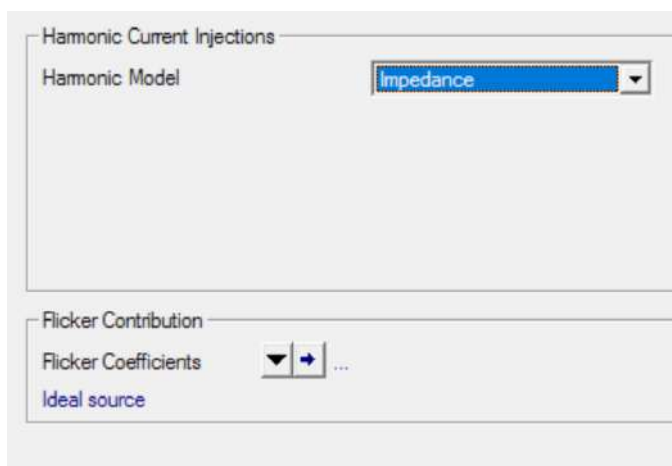 Harmonic Current Injections
Harmonic Model Impedance
Flicker Contribution
Flicker Coefficients ...
Ideal source